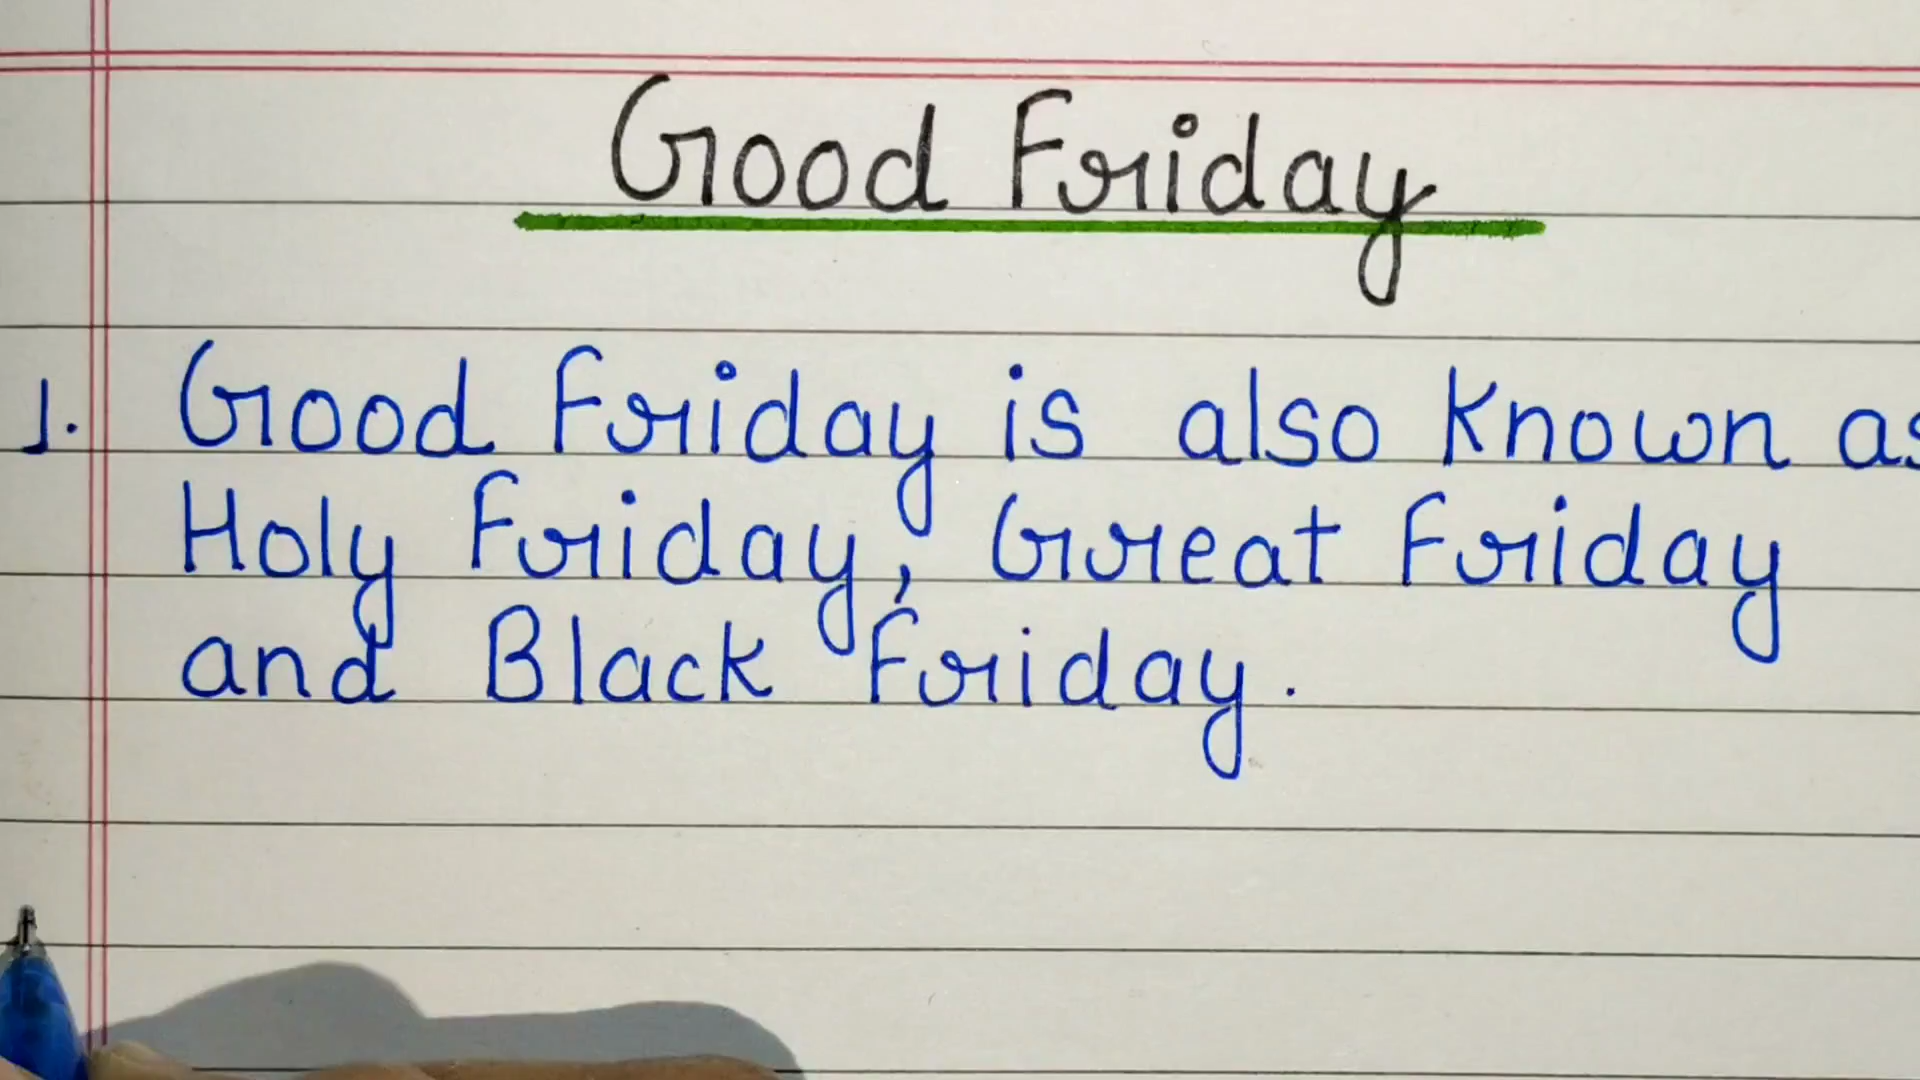 Good Friday
1. Good Friday is also known as
Holy Friday, Great Friday
and Black Friday.